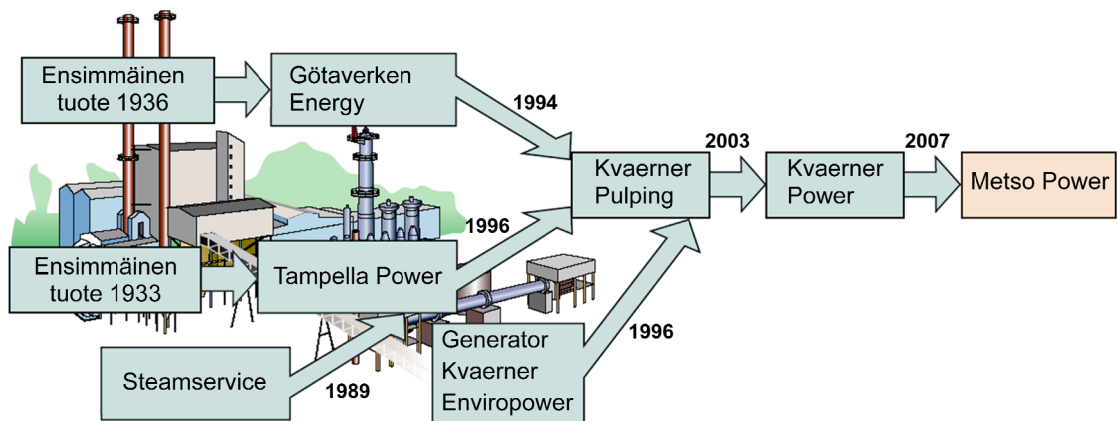 Ensimmäinen
tuote 1936
Götaverken
Energy
1994
Kvaerner
Pulping
2003
Kvaerner
Power
2007
Metso Power
Ensimmäinen
tuote 1933
Tampella Power
1996
Steamservice
1989
Generator
Kvaerner
Enviropower
1996